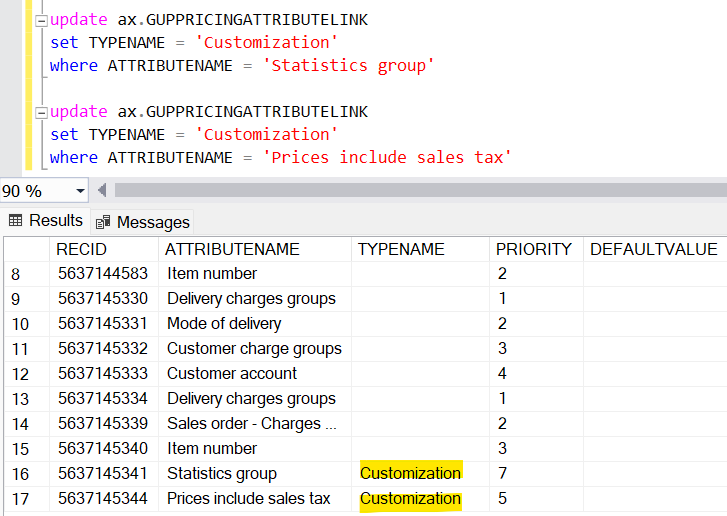 update ax.GUPPRICINGATTRIBUTELINK
set TYPENAME = 'Customization'
where ATTRIBUTENAME = 'Statistics group'
update ax.GUPPRICINGATTRIBUTELINK
set TYPENAME = 'Customization'
where ATTRIBUTENAME = 'Prices include sales tax'
90 %
Results Messages
RECID ATTRIBUTENAME TYPENAME PRIORITY DEFAULTVALUE
8 5637144583 Item number 2
9 5637145330 Delivery charges groups 1
10 5637145331 Mode of delivery 2
11 5637145332 Customer charge groups 3
12 5637145333 Customer account 4
13 5637145334 Delivery charges groups 1
14 5637145339 Sales order - Charges ... 2
15 5637145340 Item number 3
16 5637145341 Statistics group Customization 7
17 5637145344 Prices include sales tax Customization 5